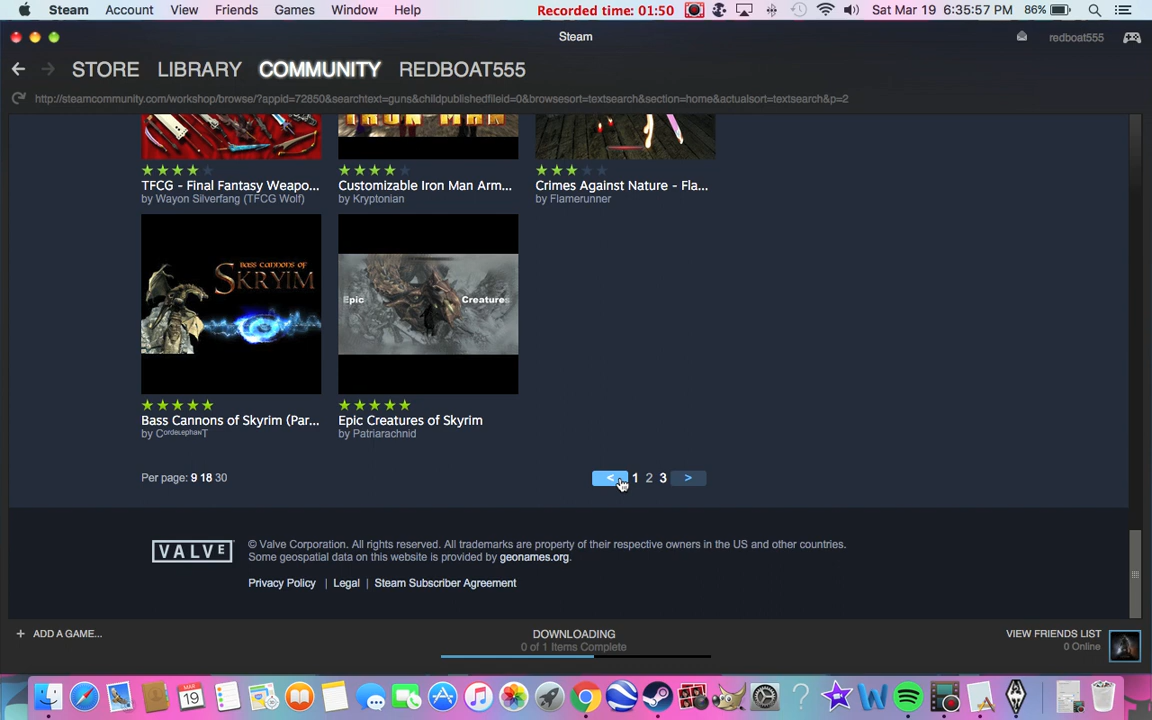 Steam Account View Friends Games Window Help Recorded time: 01:50 Sat Mar 19 6:35:57 PM 86%
Steam
redboat555
STORE LIBRARY COMMUNITY REDBOAT555
http://steamcommunity.com/workshop/browse/?appid=72850&searchtext=guns&childpublishedfileid=0&browsesort=textsearch&section=home&actualsort=textsearch&p=2
IRON MAN
TFCG - Final Fantasy Weapo... Customizable Iron Man Arm... Crimes Against Nature - Fla...
by Wayon Silverfang (TFCG Wolf) by Kryptonian by Flamerunner
BASS CANNONS OF
SKRYIM
Epic Creatures
Bass Cannons of Skyrim (Par... Epic Creatures of Skyrim
by CordelephanT by Patriarachnid
Per page: 9 18 30 < 1 2 3 >
VALVE
© Valve Corporation. All rights reserved. All trademarks are property of their respective owners in the US and other countries.
Some geospatial data on this website is provided by geonames.org.
Privacy Policy | Legal | Steam Subscriber Agreement
+ ADD A GAME... DOWNLOADING VIEW FRIENDS LIST
0 of 1 Items Complete 0 Online
MAR
19